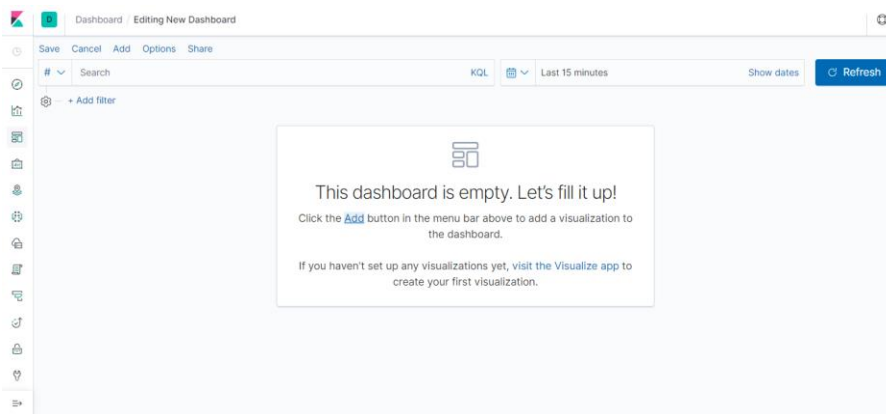 D Dashboard / Editing New Dashboard
Save Cancel Add Options Share
# Search KQL Last 15 minutes Show dates Refresh
+ Add filter
This dashboard is empty. Let's fill it up!
Click the Add button in the menu bar above to add a visualization to
the dashboard.
If you haven't set up any visualizations yet, visit the Visualize app to
create your first visualization.